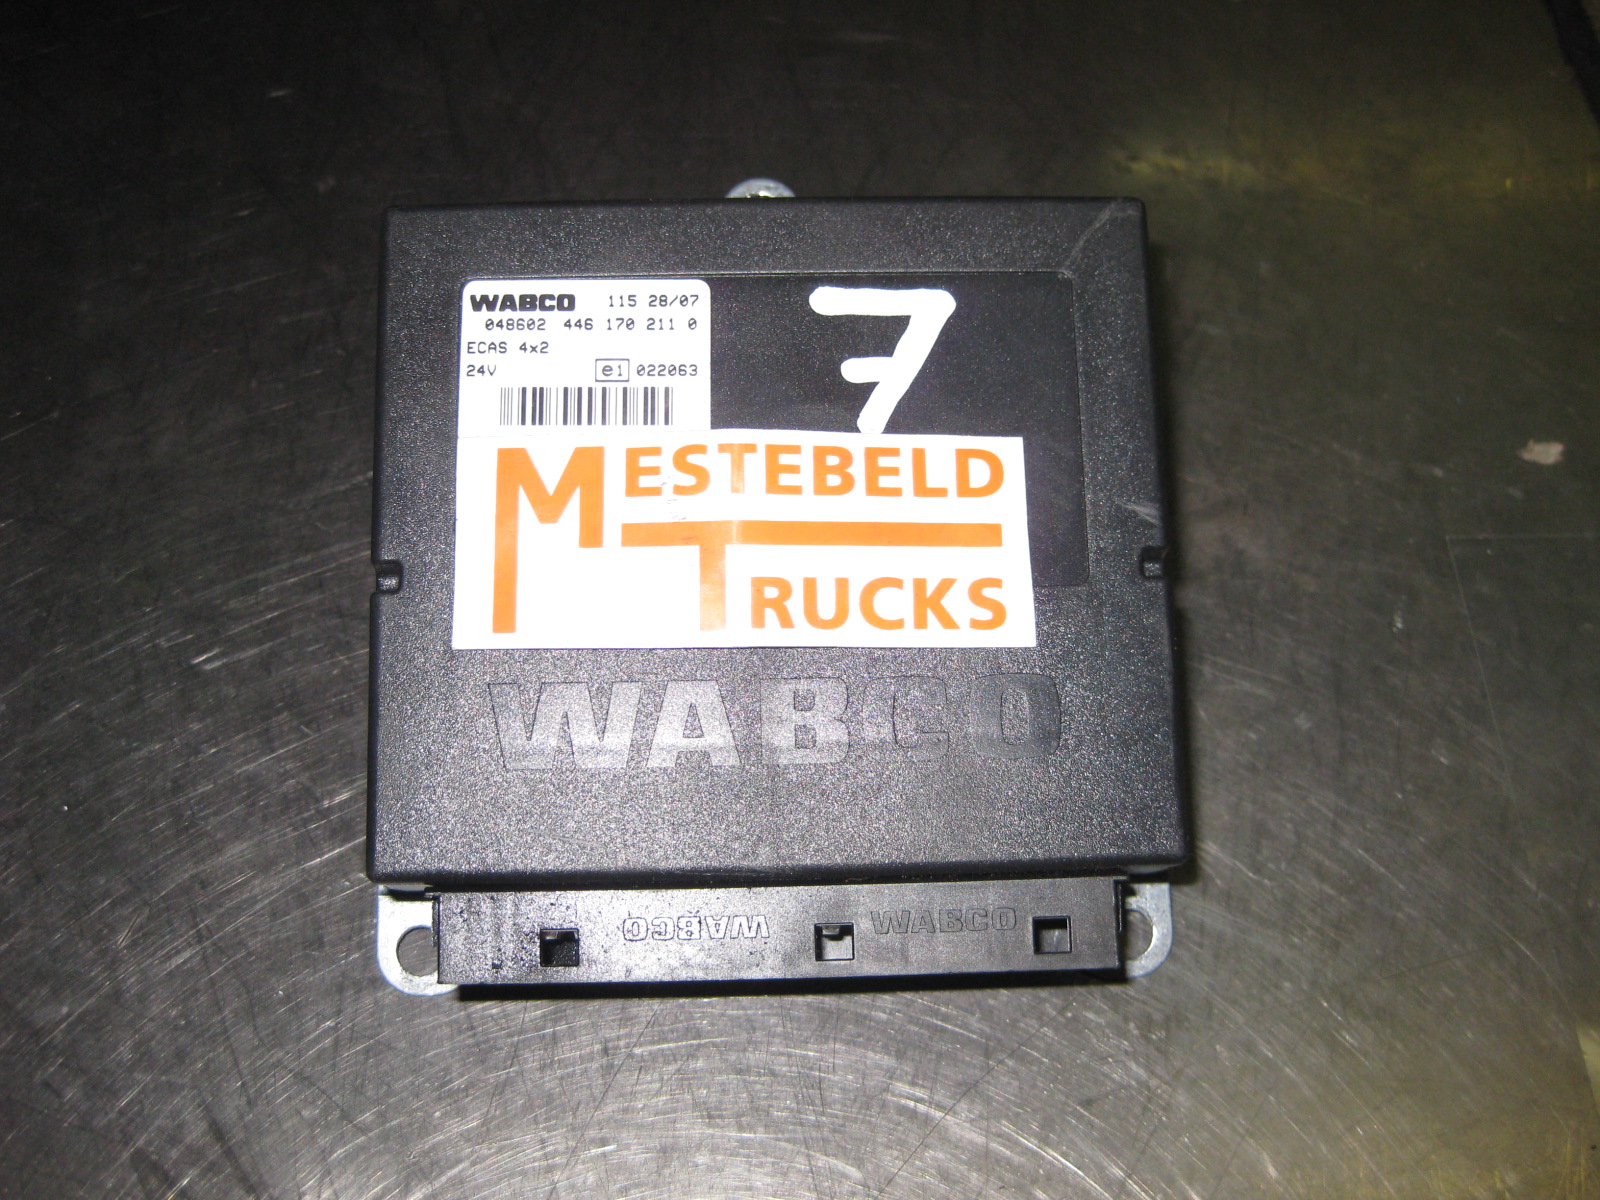 WABCO 115 28/07
048602 446 170 211 0
ECAS 4x2
24V e1 022063
7
MESTEBELD
TRUCKS
WABCO
WABCO WABCO